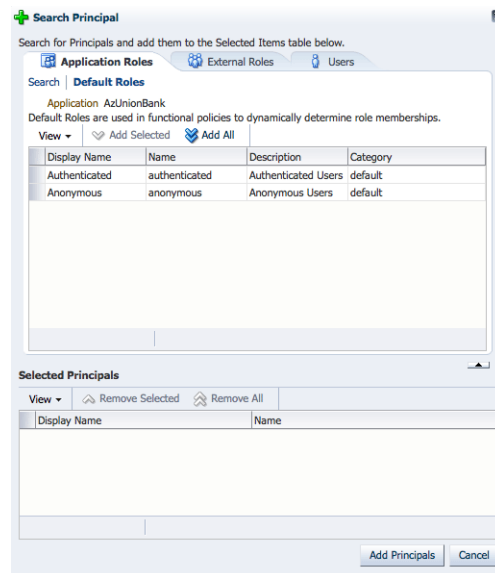 Search Principal
Search for Principals and add them to the Selected Items table below.
Application Roles External Roles Users
Search Default Roles
Application AzUnionBank
Default Roles are used in functional policies to dynamically determine role memberships.
View Add Selected Add All
Display Name Name Description Category
Authenticated authenticated Authenticated Users default
Anonymous anonymous Anonymous Users default
Selected Principals
View Remove Selected Remove All
Display Name Name
Add Principals Cancel